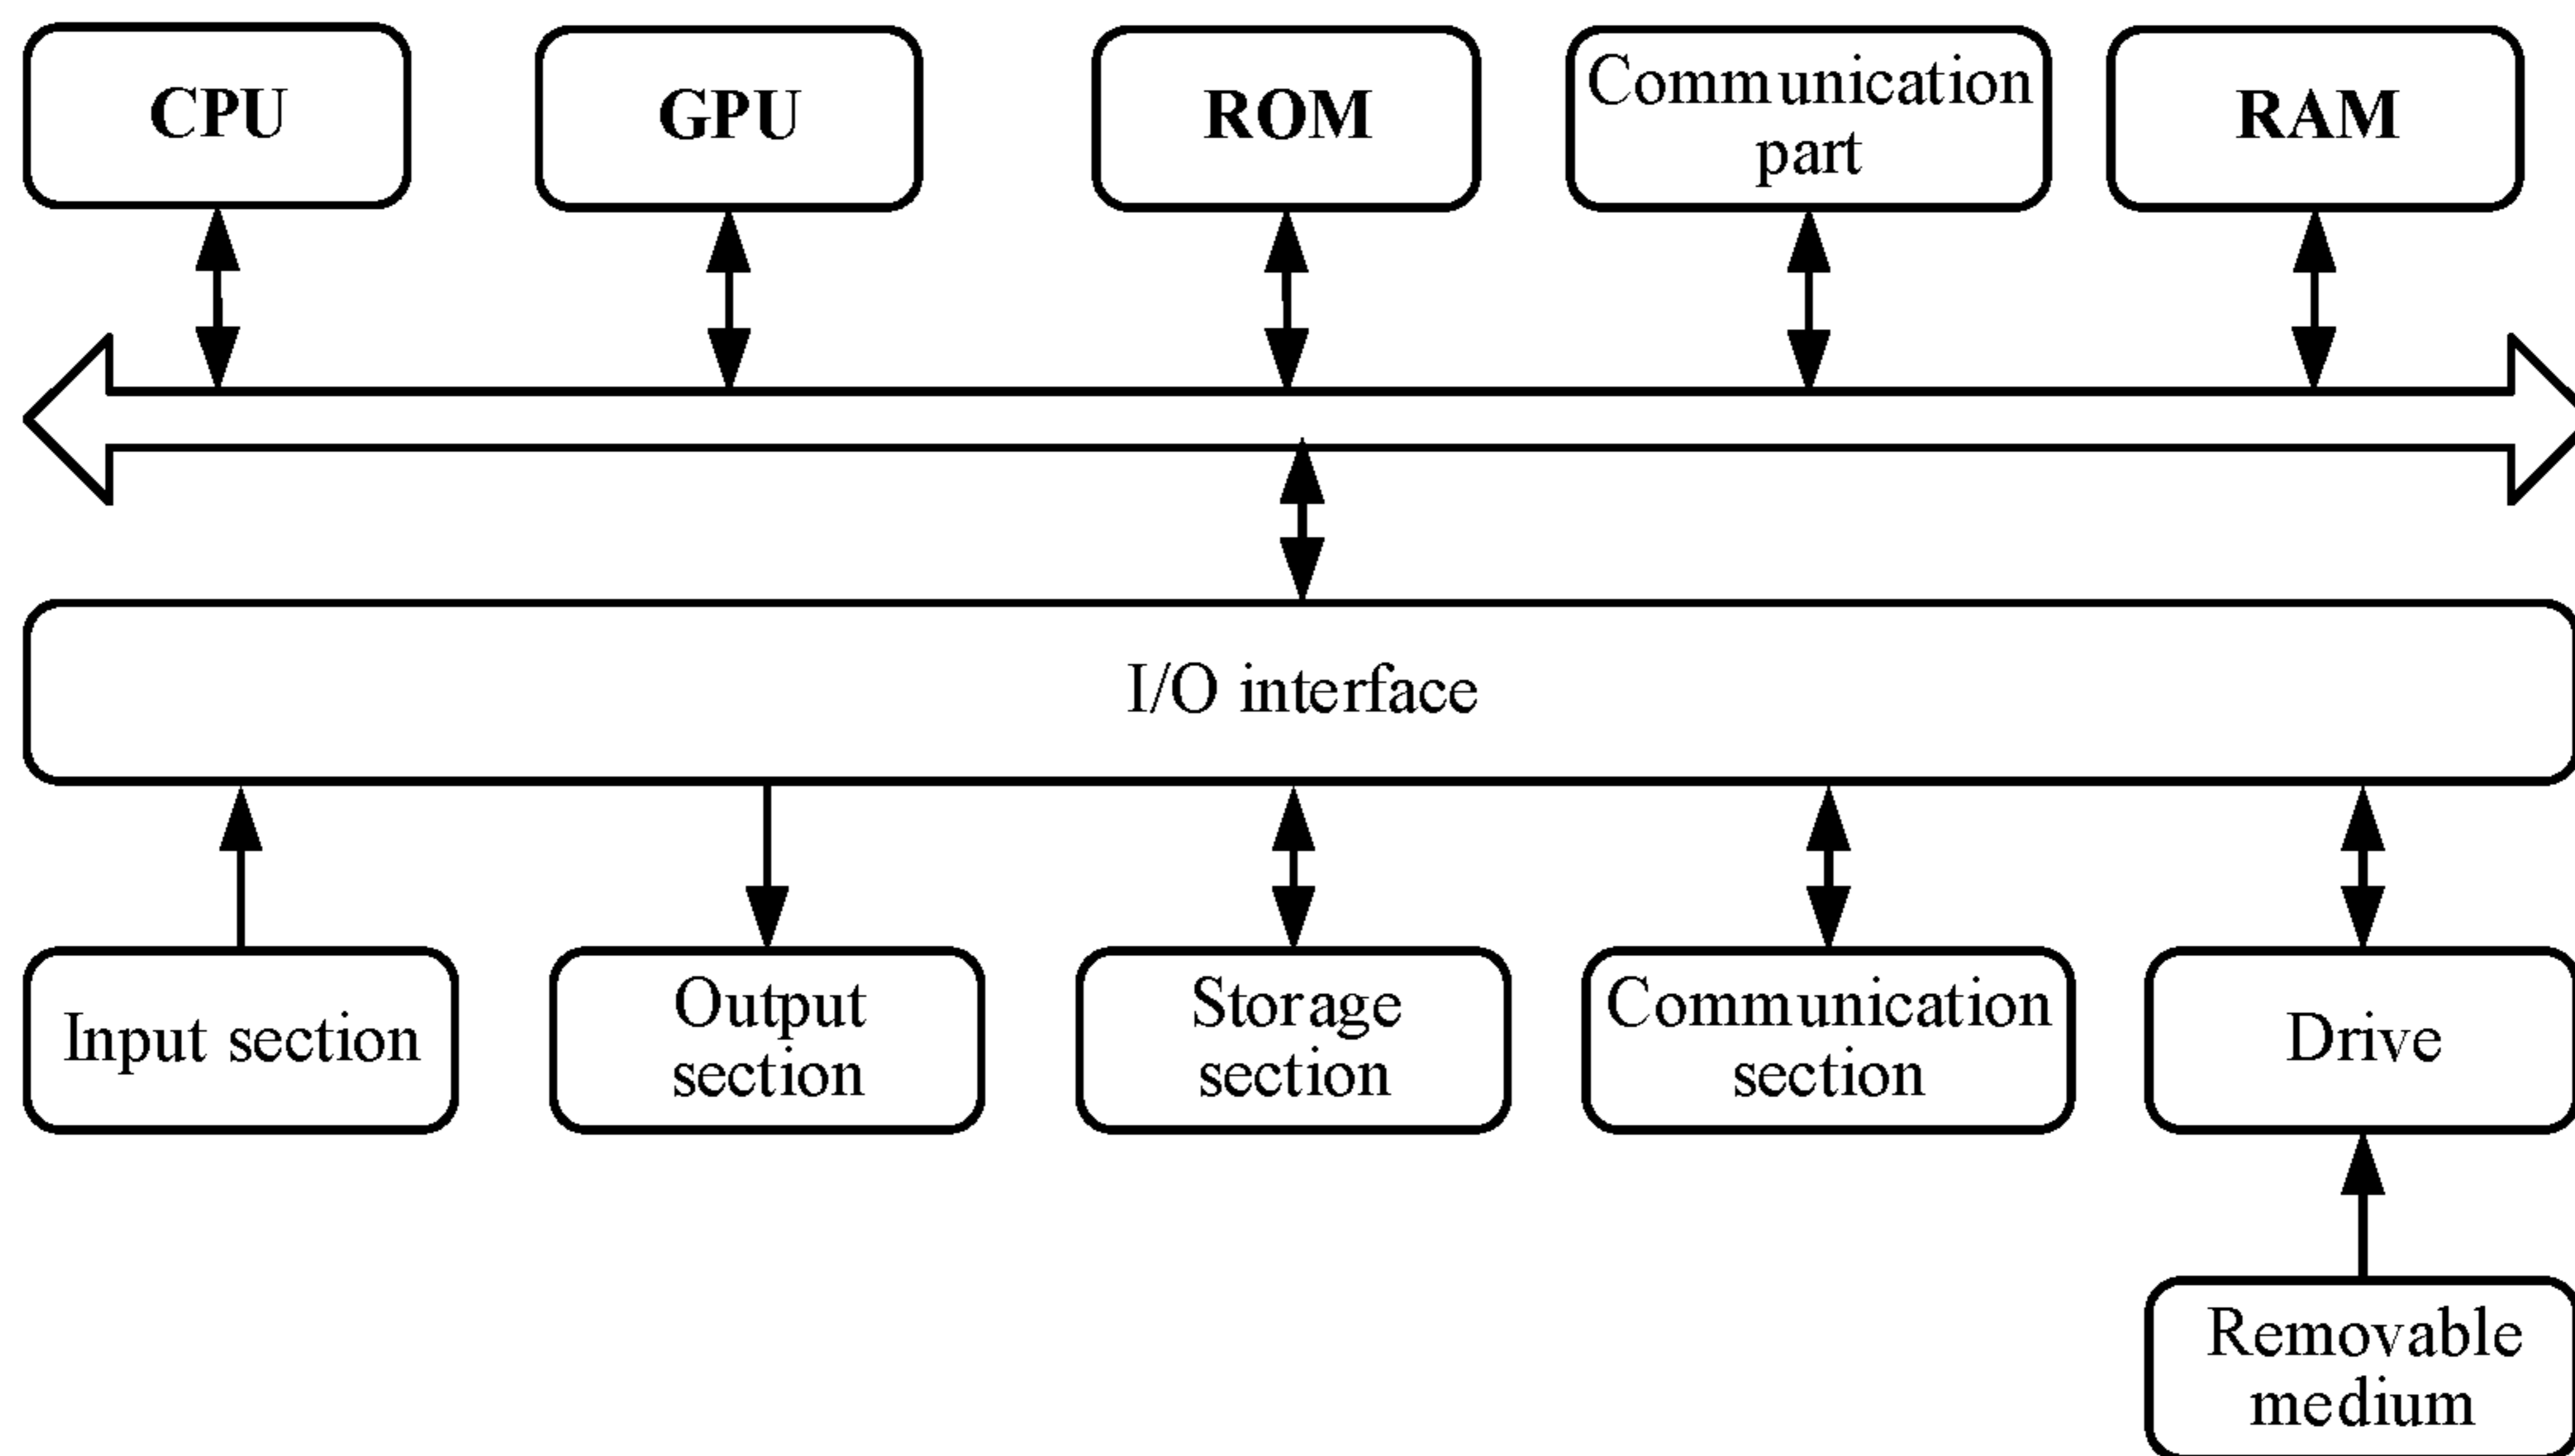 CPU
GPU
ROM
Communication
part
RAM
I/O interface
Input section
Output
section
Storage
section
Communication
section
Drive
Removable
medium